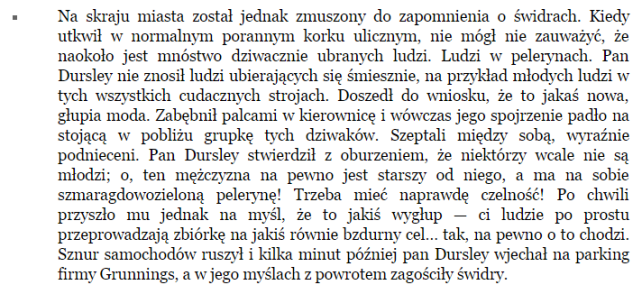 ▪ Na skraju miasta został jednak zmuszony do zapomnienia o świdrach. Kiedy
utkwił w normalnym porannym korku ulicznym, nie mógł nie zauważyć, że
naokoło jest mnóstwo dziwacznie ubranych ludzi. Ludzi w pelerynach. Pan
Dursley nie znosił ludzi ubierających się śmiesznie, na przykład młodych ludzi w
tych wszystkich cudacznych strojach. Doszedł do wniosku, że to jakaś nowa,
głupia moda. Zabębnił palcami w kierownicę i wówczas jego spojrzenie padło na
stojącą w pobliżu grupkę tych dziwaków. Szeptali między sobą, wyraźnie
podnieceni. Pan Dursley stwierdził z oburzeniem, że niektórzy wcale nie są
młodzi; o, ten mężczyzna na pewno jest starszy od niego, a ma na sobie
szmaragdowozieloną pelerynę! Trzeba mieć naprawdę czelność! Po chwili
przyszło mu jednak na myśl, że to jakiś wygłup — ci ludzie po prostu
przeprowadzają zbiórkę na jakiś równie bzdurny cel... tak, na pewno o to chodzi.
Sznur samochodów ruszył i kilka minut później pan Dursley wjechał na parking
firmy Grunnings, a w jego myślach z powrotem zagościły świdry.